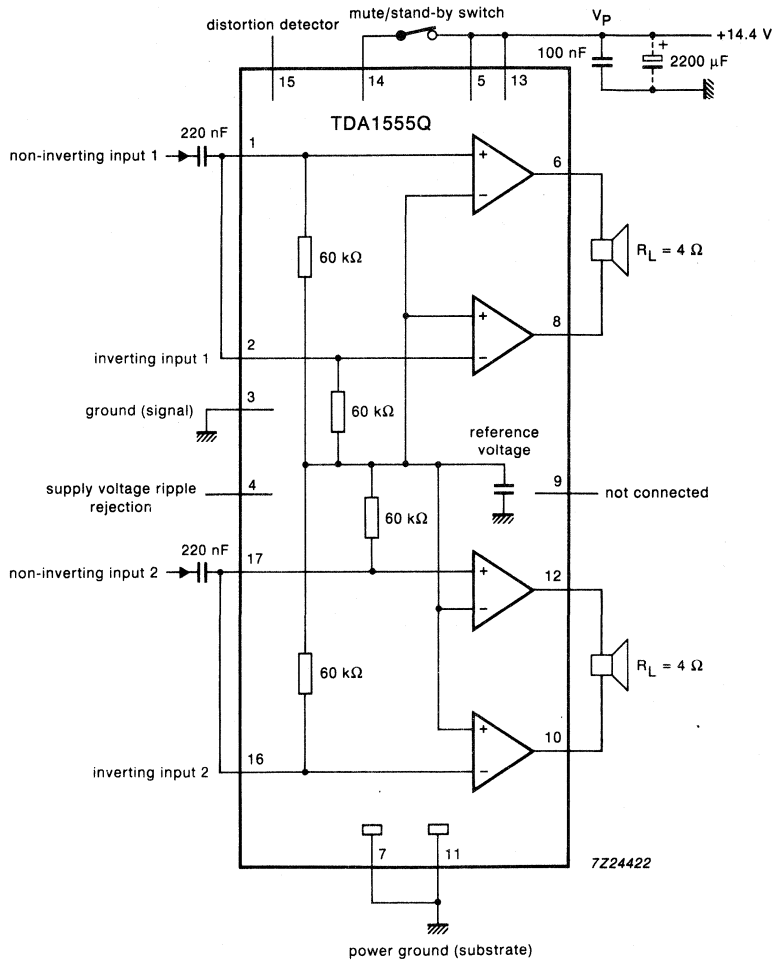 distortion detector
mute/stand-by switch
VP
+14.4 V
100 nF
+
2200 µF
15
14
5
13
TDA1555Q
220 nF
non-inverting input 1
1
+
−
6
60 kΩ
RL = 4 Ω
+
−
8
2
inverting input 1
3
ground (signal)
60 kΩ
reference
voltage
4
supply voltage ripple
rejection
9
not connected
60 kΩ
220 nF
17
non-inverting input 2
+
−
12
60 kΩ
RL = 4 Ω
+
−
10
16
inverting input 2
7
11
7Z24422
power ground (substrate)